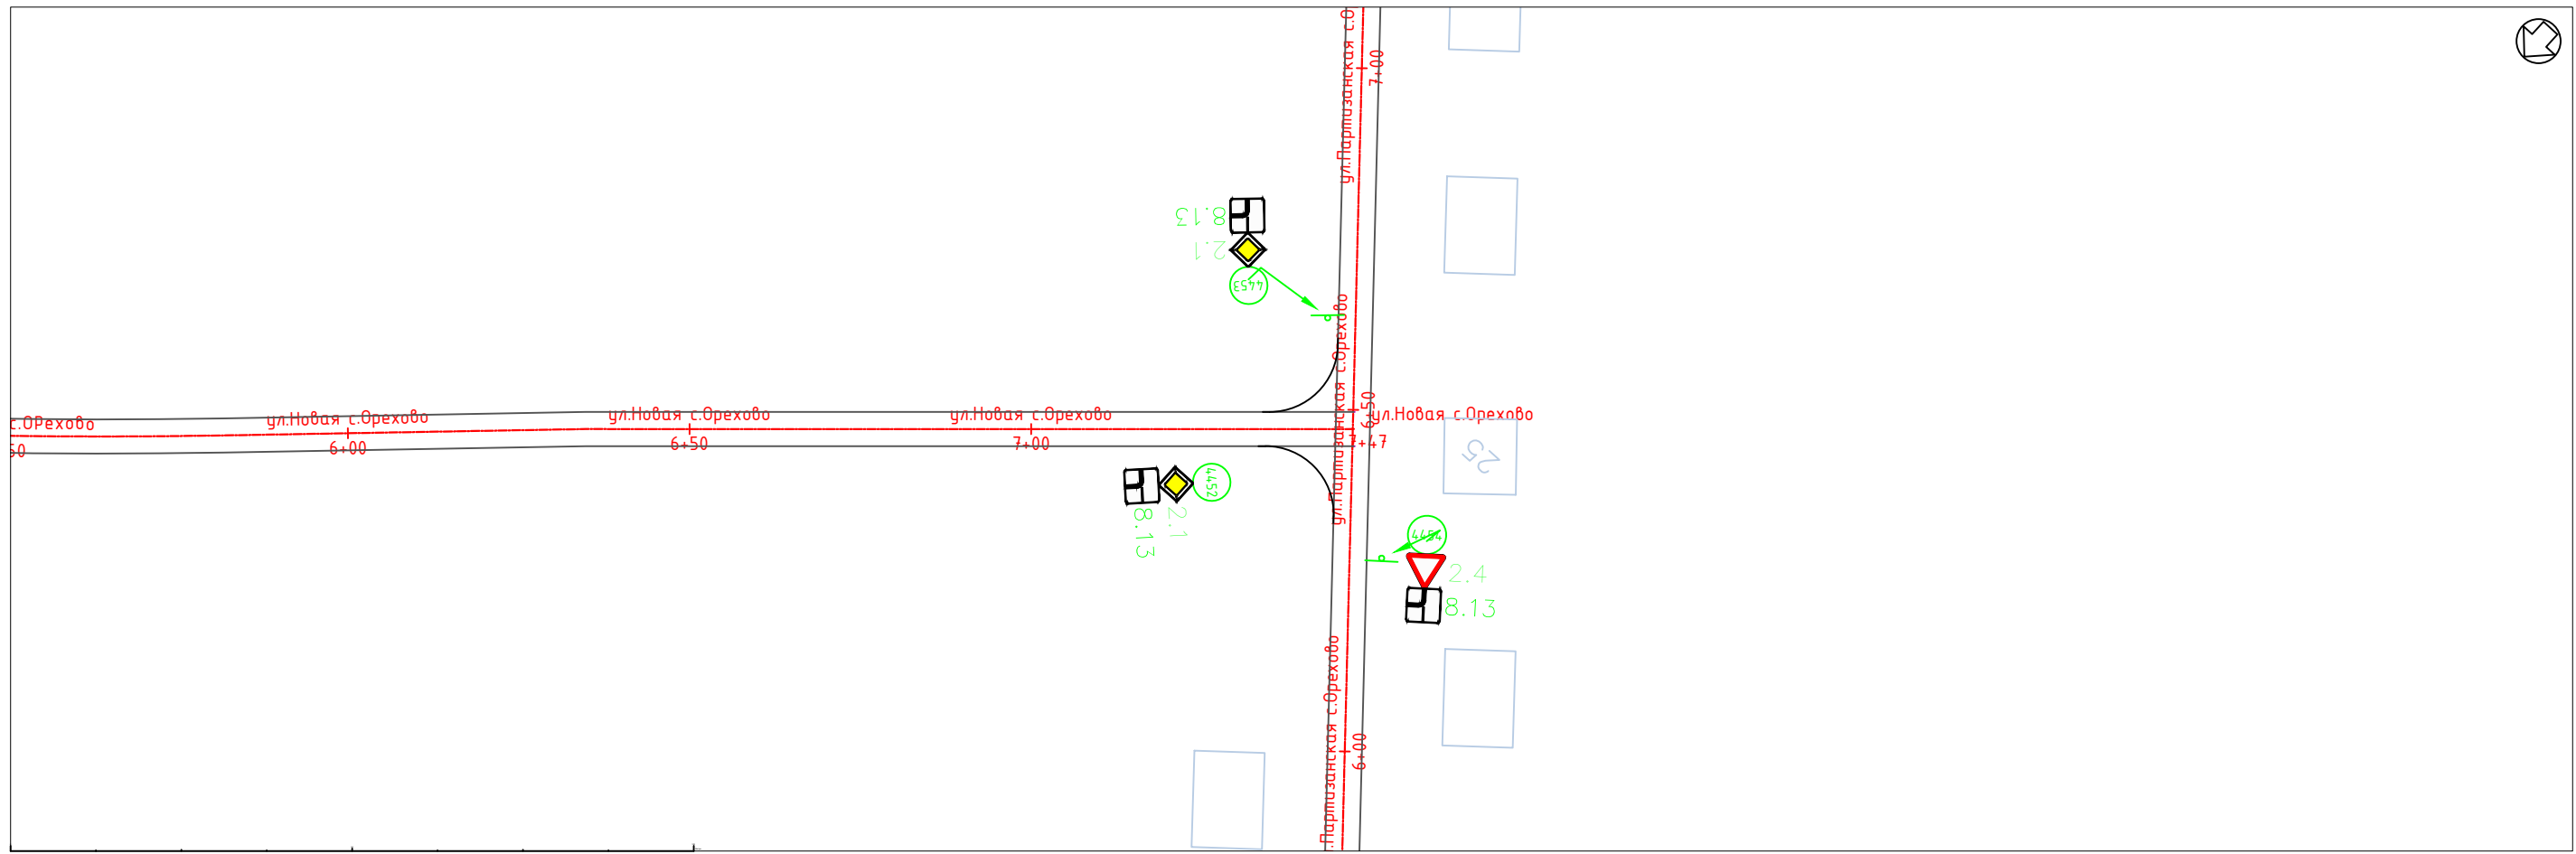 ул.Партизанская с.О
7+00
8.13
2.1
4453
ул.Партизанская с.Орехово
6+50
с.ОРехово
ул.Новая с.Орехово
ул.Новая с.Орехово
ул.Новая с.Орехово
ул.Новая с.Орехово
50
6+00
6+50
7+00
7+47
25
4452
2.1
8.13
4454
2.4
8.13
.Партизанская с.Орехово
6+00